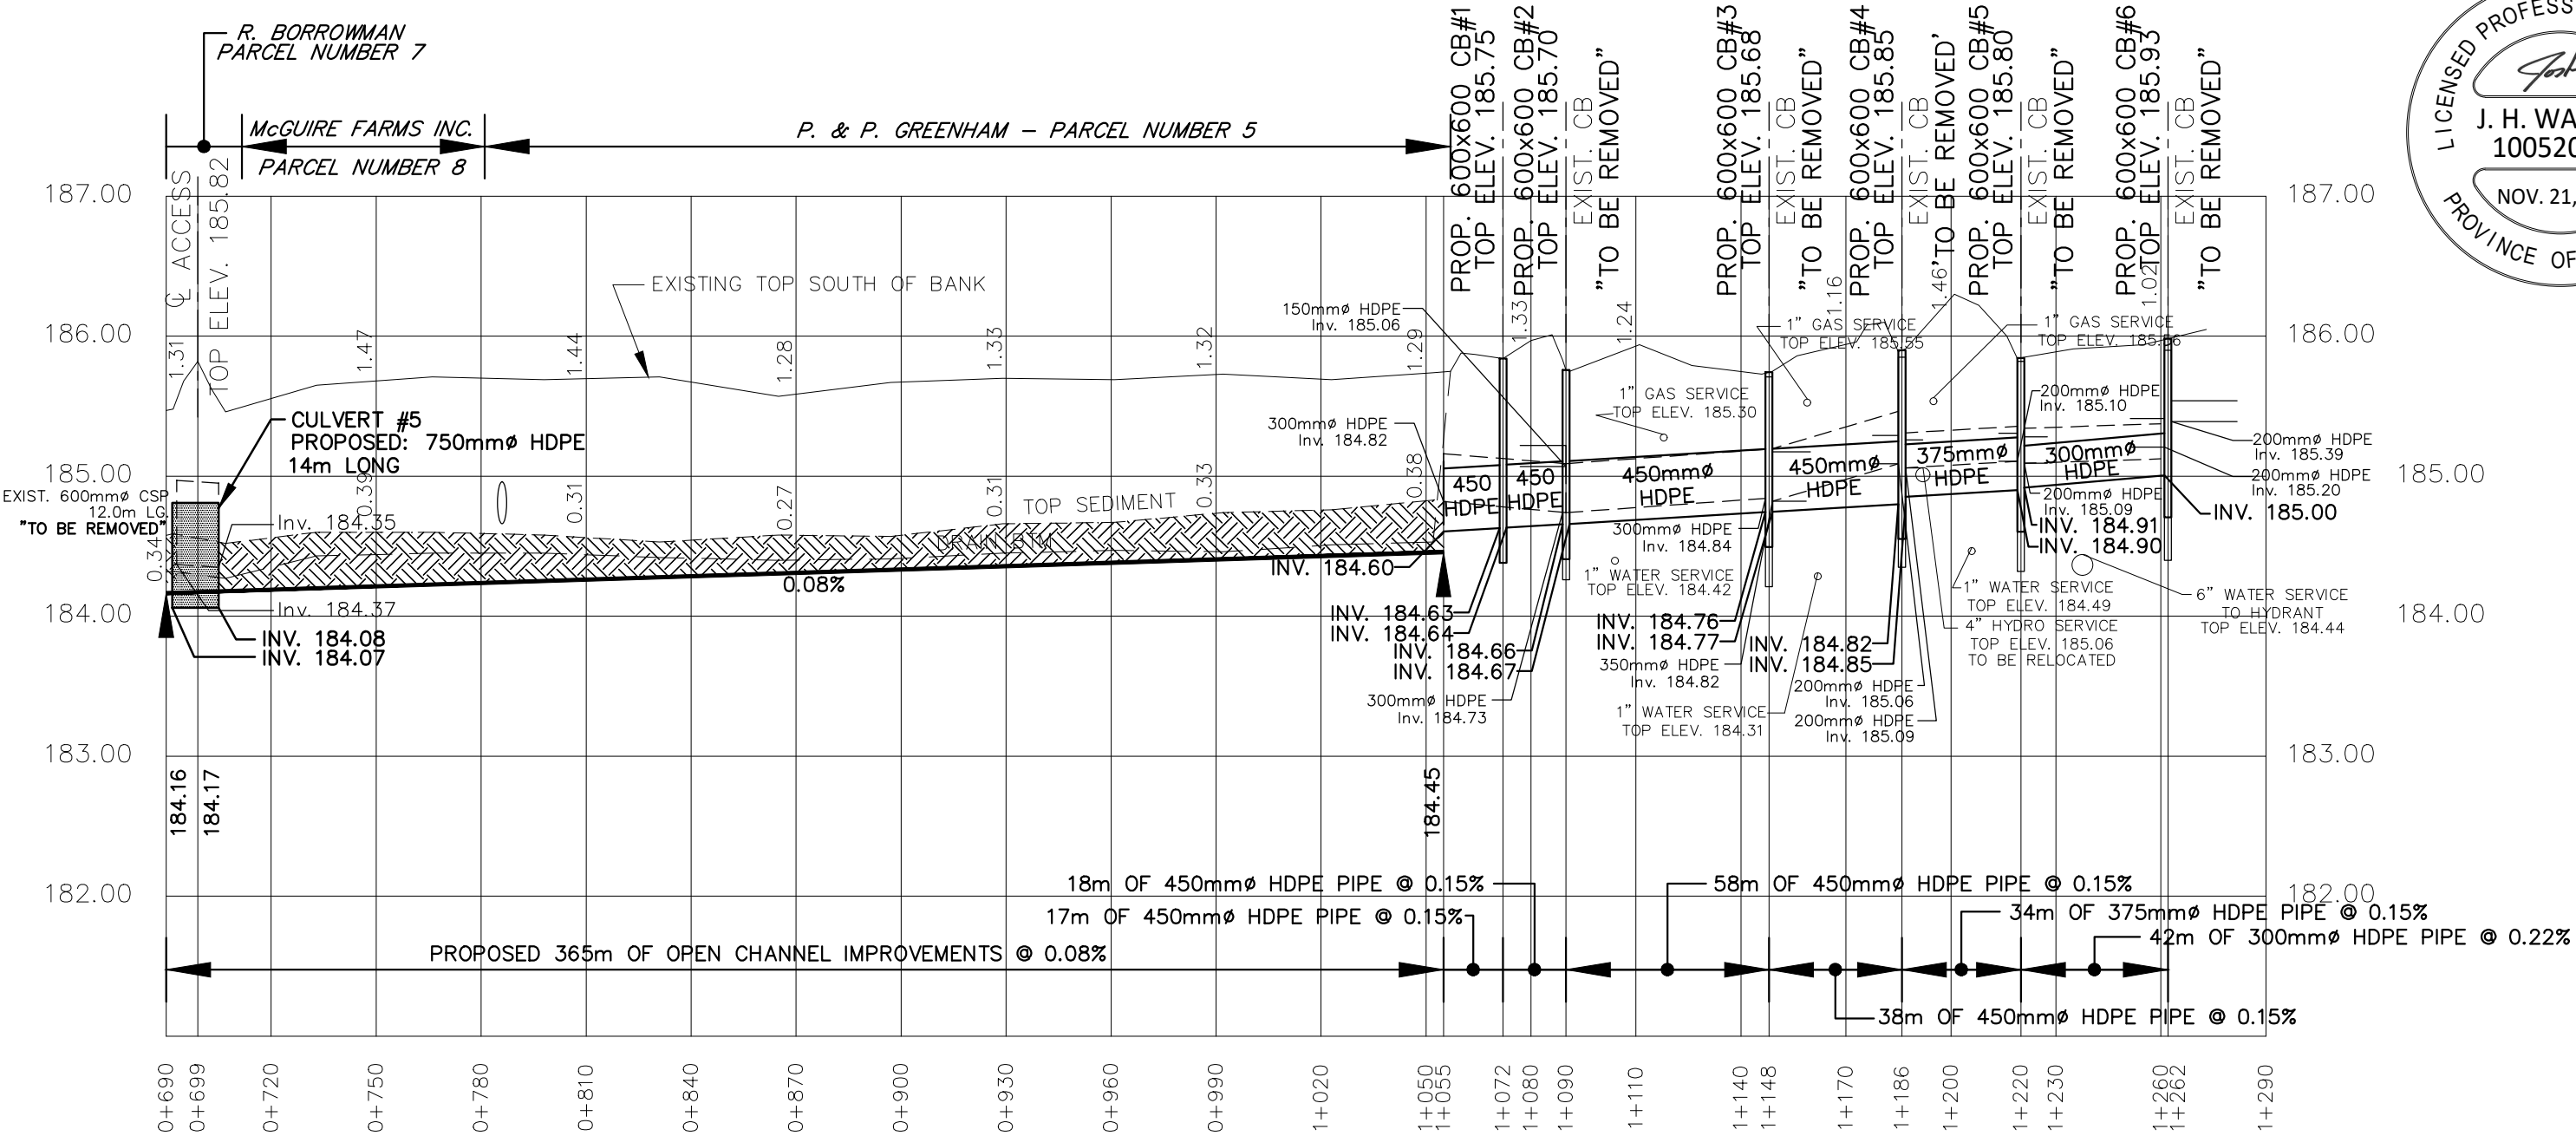 R. BORROWMAN
PARCEL NUMBER 7
McGUIRE FARMS INC.
PARCEL NUMBER 8
P. & P. GREENHAM – PARCEL NUMBER 5
PROP. 600x600 CB#1
TOP ELEV. 185.75
PROP. 600x600 CB#2
TOP ELEV. 185.70
EXIST. CB
"TO BE REMOVED"
PROP. 600x600 CB#3
TOP ELEV. 185.68
EXIST. CB
"TO BE REMOVED"
PROP. 600x600 CB#4
TOP ELEV. 185.85
EXIST. CB
'TO BE REMOVED'
PROP. 600x600 CB#5
TOP ELEV. 185.80
EXIST. CB
"TO BE REMOVED"
PROP. 600x600 CB#6
TOP ELEV. 185.93
EXIST. CB
"TO BE REMOVED"
LICENSED
J. H.
NOV. 21,
PROVINCE OF
℄ ACCESS
TOP ELEV. 185.82
187.00
187.00
186.00
186.00
185.00
185.00
184.00
184.00
183.00
183.00
182.00
182.00
EXISTING TOP SOUTH OF BANK
1.31
1.47
1.44
1.28
1.33
1.32
1.29
1.33
1.24
1.16
1.46
1.02
150mmø HDPE
Inv. 185.06
1" GAS SERVICE
TOP ELEV. 185.55
1" GAS SERVICE
1" GAS SERVICE
TOP ELEV. 185.30
200mmø HDPE
Inv. 185.10
CULVERT #5
PROPOSED: 750mmø HDPE
14m LONG
300mmø HDPE
Inv. 184.82
200mmø HDPE
Inv. 185.39
200mmø HDPE
Inv. 185.20
EXIST. 600mmø CSP
12.0m LG.
"TO BE REMOVED"
0.34
0.39
0.31
0.27
0.31
0.33
0.38
TOP SEDIMENT
DRAIN BTM
450
HDPE
450
HDPE
450mmø
HDPE
450mmø
HDPE
375mmø
HDPE
300mmø
HDPE
200mmø HDPE
Inv. 185.09
INV. 184.91
INV. 184.90
INV. 185.00
Inv. 184.35
Inv. 184.37
INV. 184.08
INV. 184.07
0.08%
INV. 184.60
300mmø HDPE
Inv. 184.84
1" WATER SERVICE
TOP ELEV. 184.42
INV. 184.63
INV. 184.64
INV. 184.66
INV. 184.67
300mmø HDPE
Inv. 184.73
INV. 184.76
INV. 184.77
350mmø HDPE
Inv. 184.82
1" WATER SERVICE
TOP ELEV. 184.31
INV. 184.82
INV. 184.85
200mmø HDPE
Inv. 185.06
200mmø HDPE
Inv. 185.09
1" WATER SERVICE
TOP ELEV. 184.49
4" HYDRO SERVICE
TOP ELEV. 185.06
TO BE RELOCATED
6" WATER SERVICE
TO HYDRANT
TOP ELEV. 184.44
184.16
184.17
184.45
18m OF 450mmø HDPE PIPE @ 0.15%
17m OF 450mmø HDPE PIPE @ 0.15%
58m OF 450mmø HDPE PIPE @ 0.15%
34m OF 375mmø HDPE PIPE @ 0.15%
42m OF 300mmø HDPE PIPE @ 0.22%
PROPOSED 365m OF OPEN CHANNEL IMPROVEMENTS @ 0.08%
38m OF 450mmø HDPE PIPE @ 0.15%
0+690
0+699
0+720
0+750
0+780
0+810
0+840
0+870
0+900
0+930
0+960
0+990
1+020
1+050
1+055
1+072
1+080
1+090
1+110
1+140
1+148
1+170
1+186
1+200
1+220
1+230
1+260
1+262
1+290